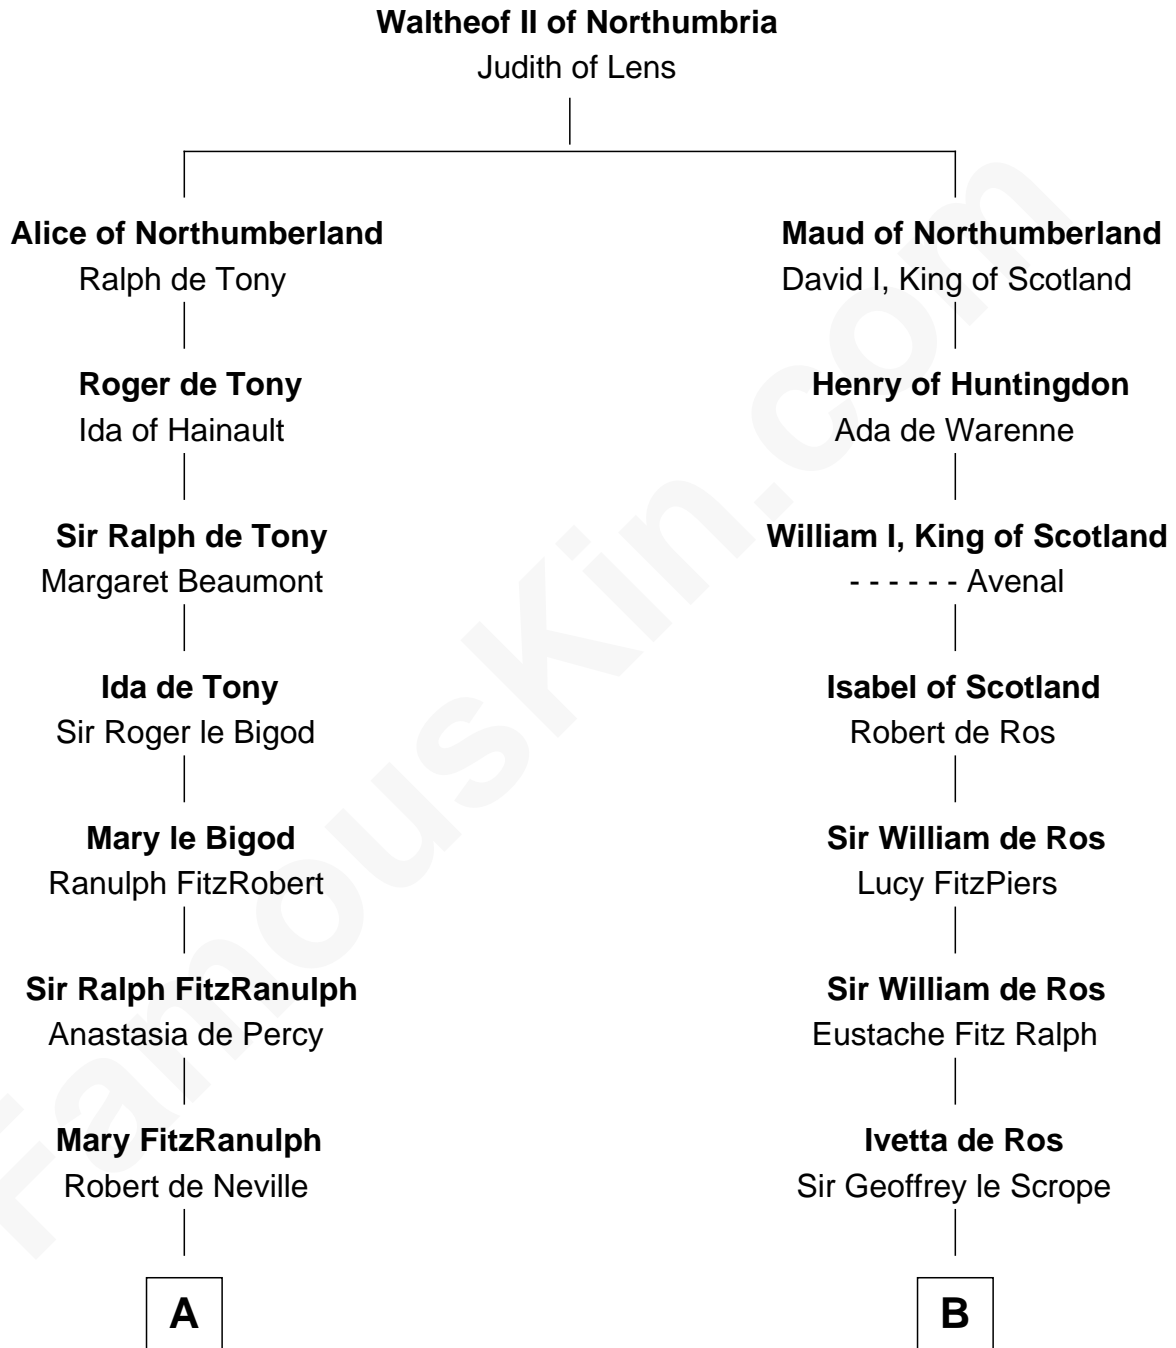 Waltheof II of Northumbria
Judith of Lens
Alice of Northumberland
Ralph de Tony
Maud of Northumberland
David I, King of Scotland
Roger de Tony
Ida of Hainault
Henry of Huntingdon
Ada de Warenne
Sir Ralph de Tony
Margaret Beaumont
William I, King of Scotland
- - - - - - Avenal
Ida de Tony
Sir Roger le Bigod
Isabel of Scotland
Robert de Ros
Mary le Bigod
Ranulph FitzRobert
Sir William de Ros
Lucy FitzPiers
Sir Ralph FitzRanulph
Anastasia de Percy
Sir William de Ros
Eustache Fitz Ralph
Mary FitzRanulph
Robert de Neville
Ivetta de Ros
Sir Geoffrey le Scrope
A
B
FamousKin.com